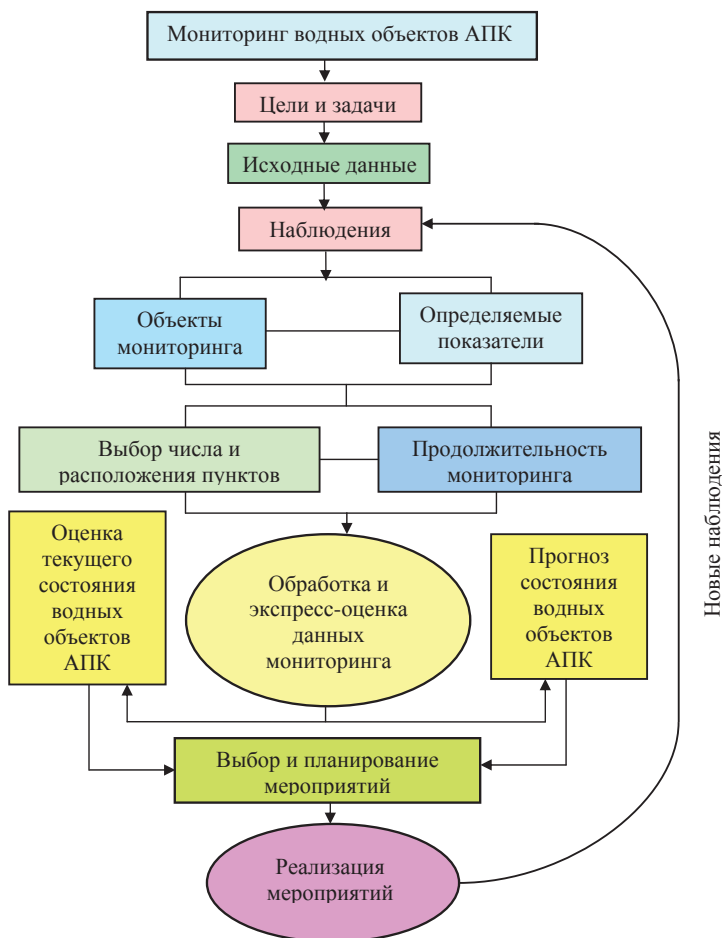 Мониторинг водных объектов АПК
Цели и задачи
Исходные данные
Наблюдения
Объекты
мониторинга
Определяемые
показатели
Выбор числа и
расположения пунктов
Продолжительность
мониторинга
Оценка
текущего
состояния
водных
объектов
АПК
Обработка и
экспресс-оценка
данных
мониторинга
Прогноз
состояния
водных
объектов
АПК
Выбор и планирование
мероприятий
Реализация
мероприятий
Новые наблюдения